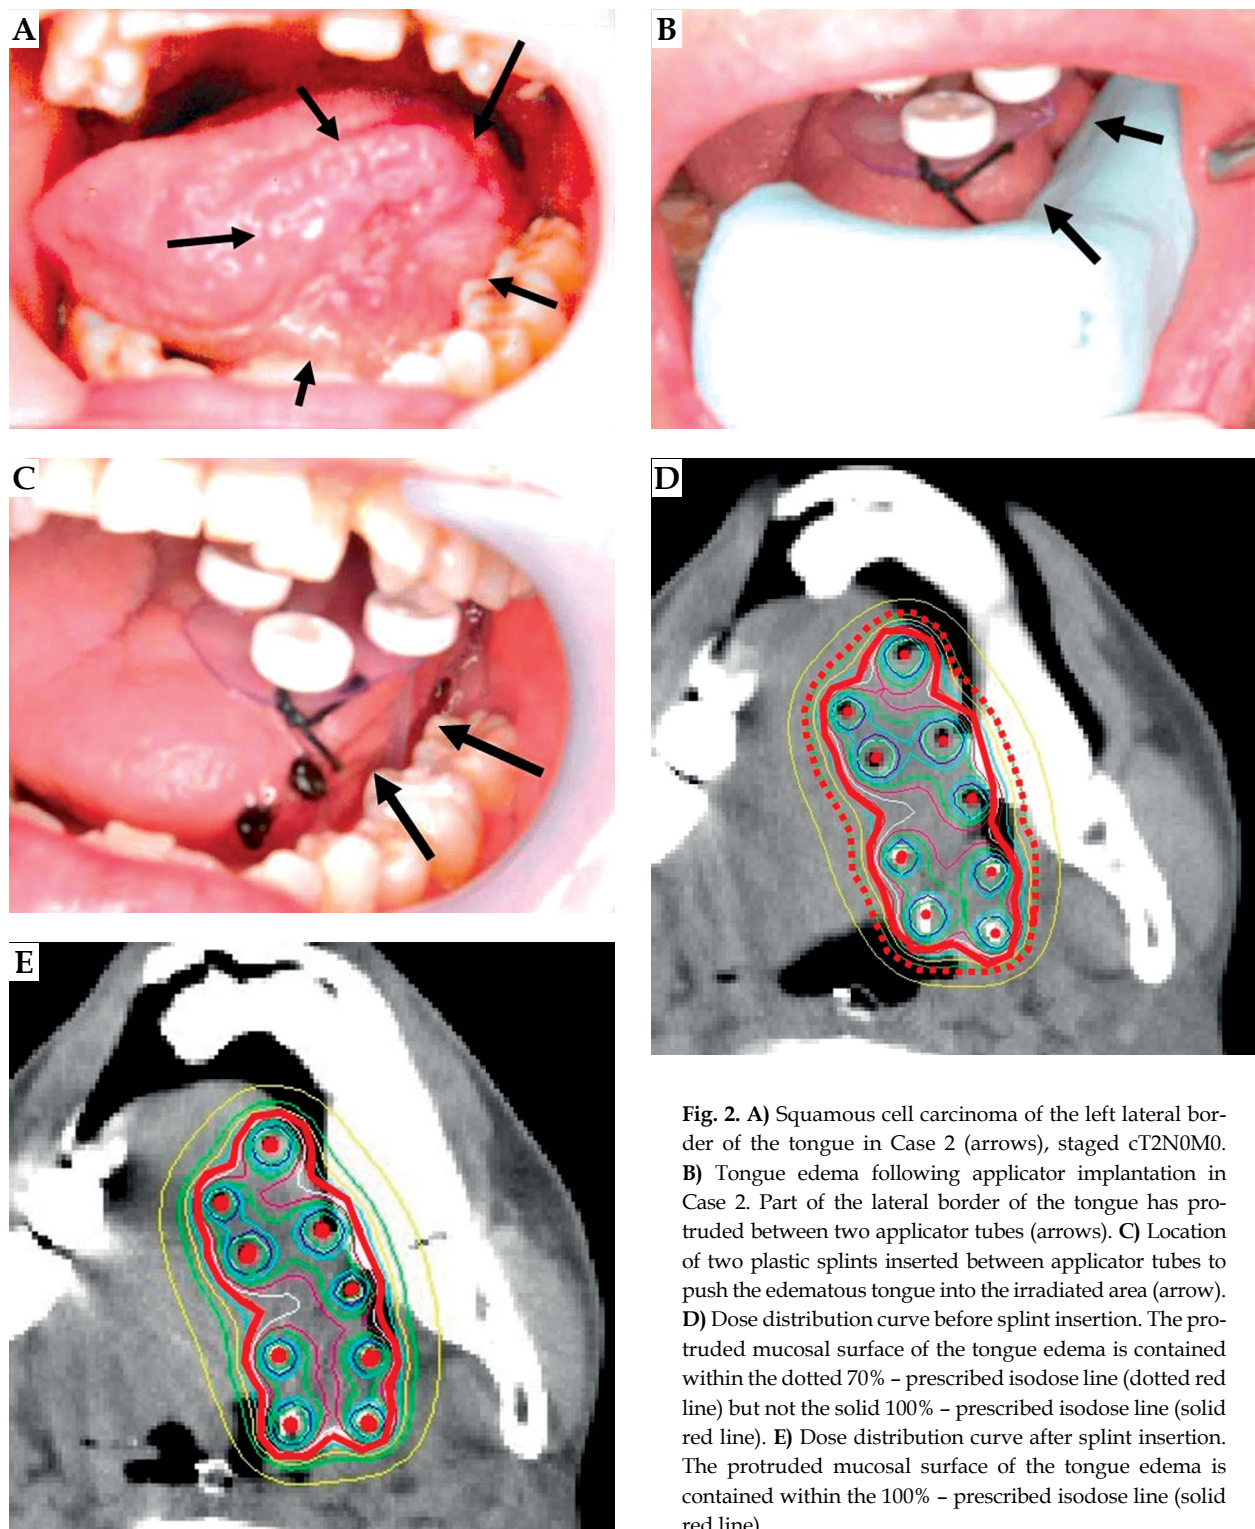 A
B
C
D
E
Fig. 2. A) Squamous cell carcinoma of the left lateral bor-
der of the tongue in Case 2 (arrows), staged cT2N0M0.
B) Tongue edema following applicator implantation in
Case 2. Part of the lateral border of the tongue has pro-
truded between two applicator tubes (arrows). C) Location
of two plastic splints inserted between applicator tubes to
push the edematous tongue into the irradiated area (arrow).
D) Dose distribution curve before splint insertion. The pro-
truded mucosal surface of the tongue edema is contained
within the dotted 70% – prescribed isodose line (dotted red
line) but not the solid 100% – prescribed isodose line (solid
red line). E) Dose distribution curve after splint insertion.
The protruded mucosal surface of the tongue edema is
contained within the 100% – prescribed isodose line (solid
red line)